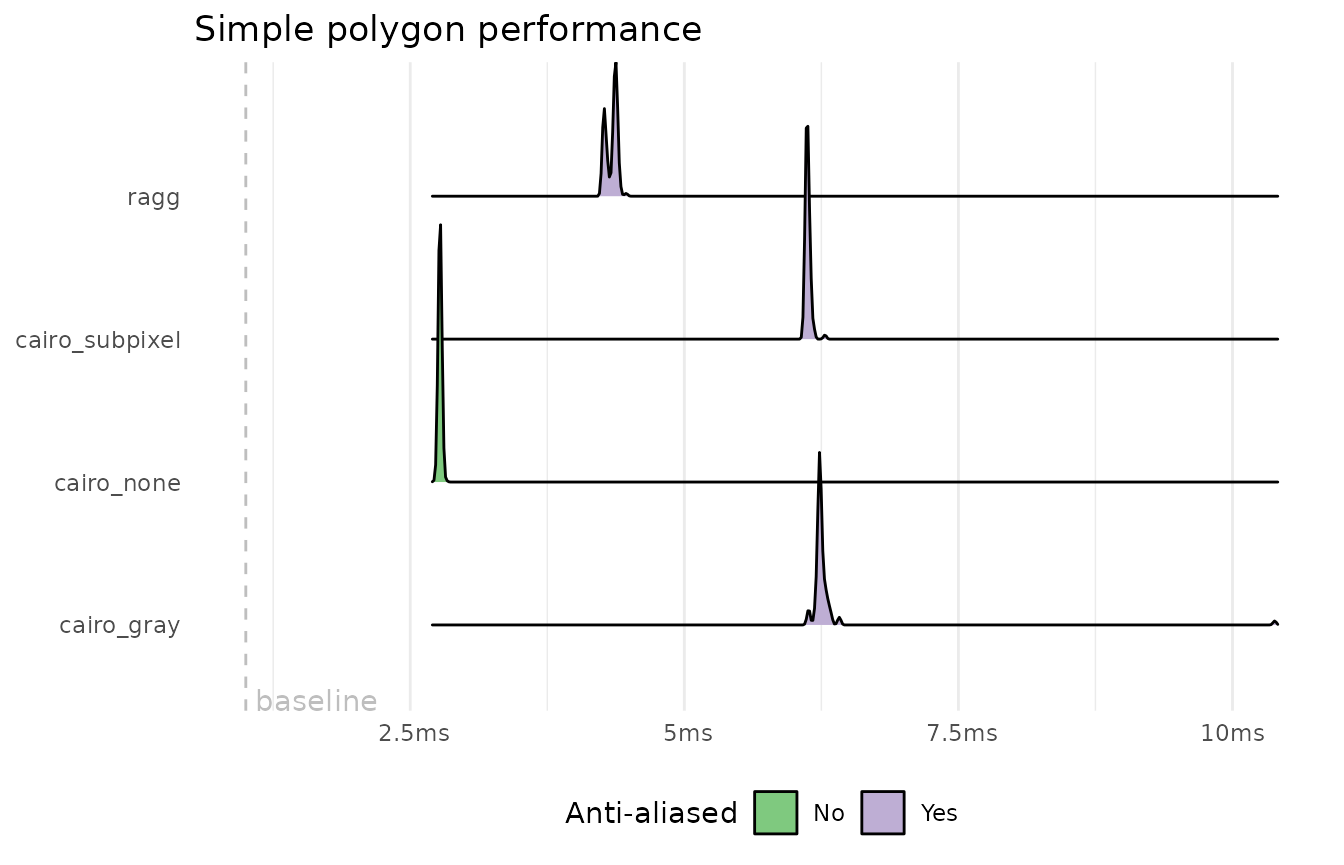 Simple polygon performance
ragg
cairo_subpixel
cairo_none
cairo_gray
baseline
2.5ms 5ms 7.5ms 10ms
Anti-aliased No Yes